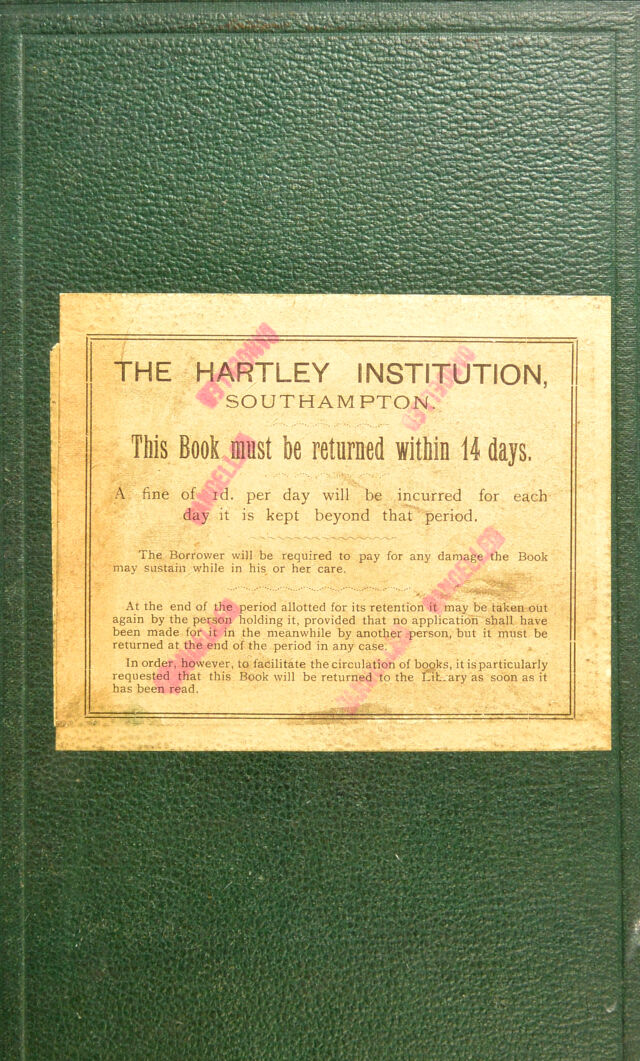 THE HARTLEY INSTITUTION,
SOUTHAMPTON.
This Book must be returned within 14 days.
A fine of 1d. per day will be incurred for each
day it is kept beyond that period.
The Borrower will be required to pay for any damage the Book
may sustain while in his or her care.
At the end of the period allotted for its retention it may be taken out
again by the person holding it, provided that no application shall have
been made for it in the meanwhile by another person, but it must be
returned at the end of the period in any case.
In order, however, to facilitate the circulation of books, it is particularly
requested that this Book will be returned to the Library as soon as it
has been read.
CANCELLED
CANCELLED
CANCELLED
CANCELLED
CANCELLED